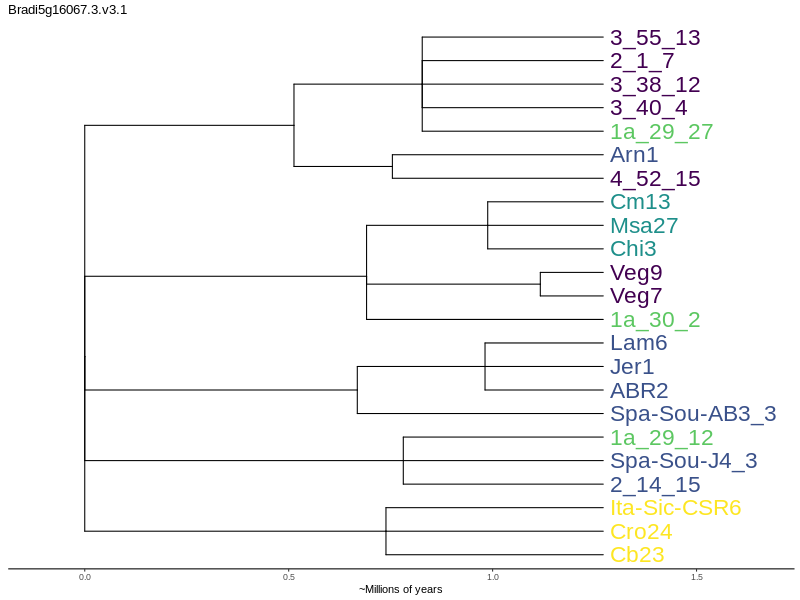 Bradi5g16067.3.v3.1
3_55_13
2_1_7
3_38_12
3_40_4
1a_29_27
Arn1
4_52_15
Cm13
Msa27
Chi3
Veg9
Veg7
1a_30_2
Lam6
Jer1
ABR2
Spa-Sou-AB3_3
1a_29_12
Spa-Sou-J4_3
2_14_15
Ita-Sic-CSR6
Cro24
Cb23
0.0 0.5 1.0 1.5
~Millions of years